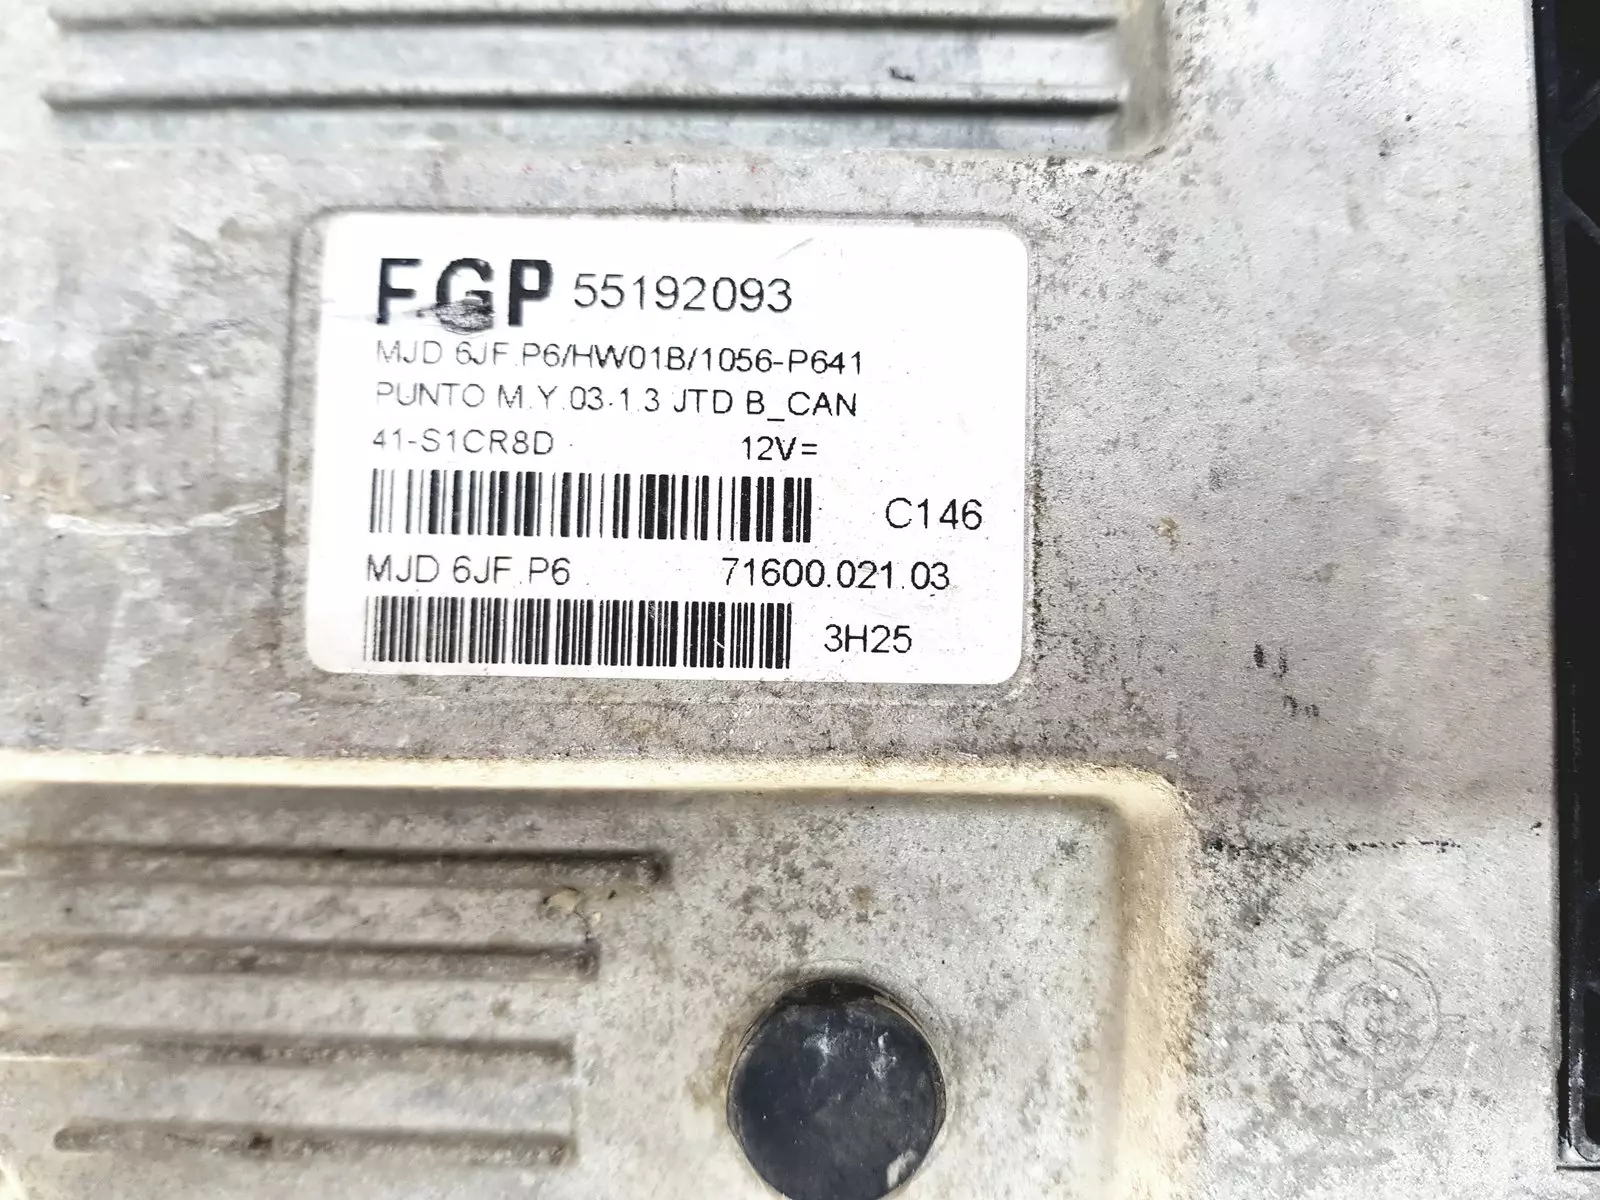 FGP 55192093
MJD 6JF.P6/HW01B/1056-P641
PUNTO M.Y.03-1.3 JTD B_CAN
41-S1CR8D 12V=
C146
MJD 6JF.P6 71600.021.03
3H25